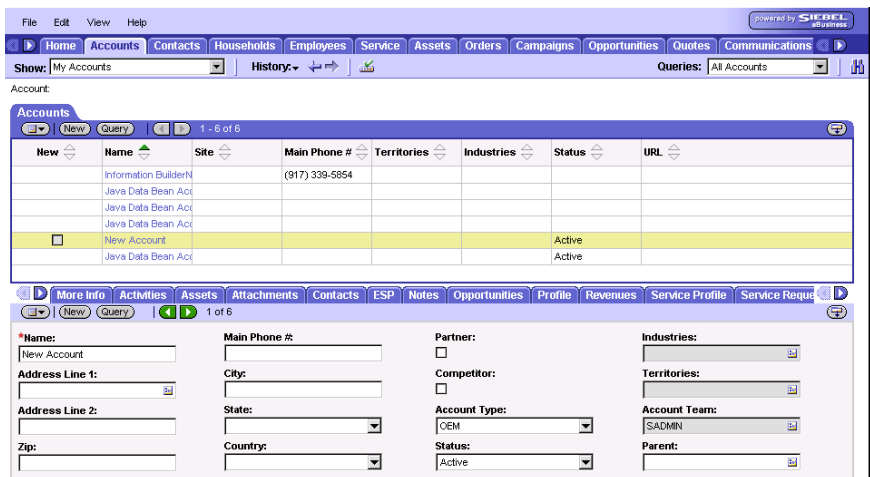 File Edit View Help
powered by SIEBEL eBusiness
Home Accounts Contacts Households Employees Service Assets Orders Campaigns Opportunities Quotes Communications
Show: My Accounts History: Queries: All Accounts
Account:
Accounts
New Query 1 - 6 of 6
New Name Site Main Phone # Territories Industries Status URL
Information BuilderN (917) 339-5854
Java Data Bean Acc
Java Data Bean Acc
Java Data Bean Acc
New Account Active
Java Data Bean Acc Active
More Info Activities Assets Attachments Contacts ESP Notes Opportunities Profile Revenues Service Profile Service Reque
New Query 1 of 6
*Name: Main Phone #: Partner: Industries:
New Account
Address Line 1: City: Competitor: Territories:
Address Line 2: State: Account Type: Account Team:
OEM SADMIN
Zip: Country: Status: Parent:
Active